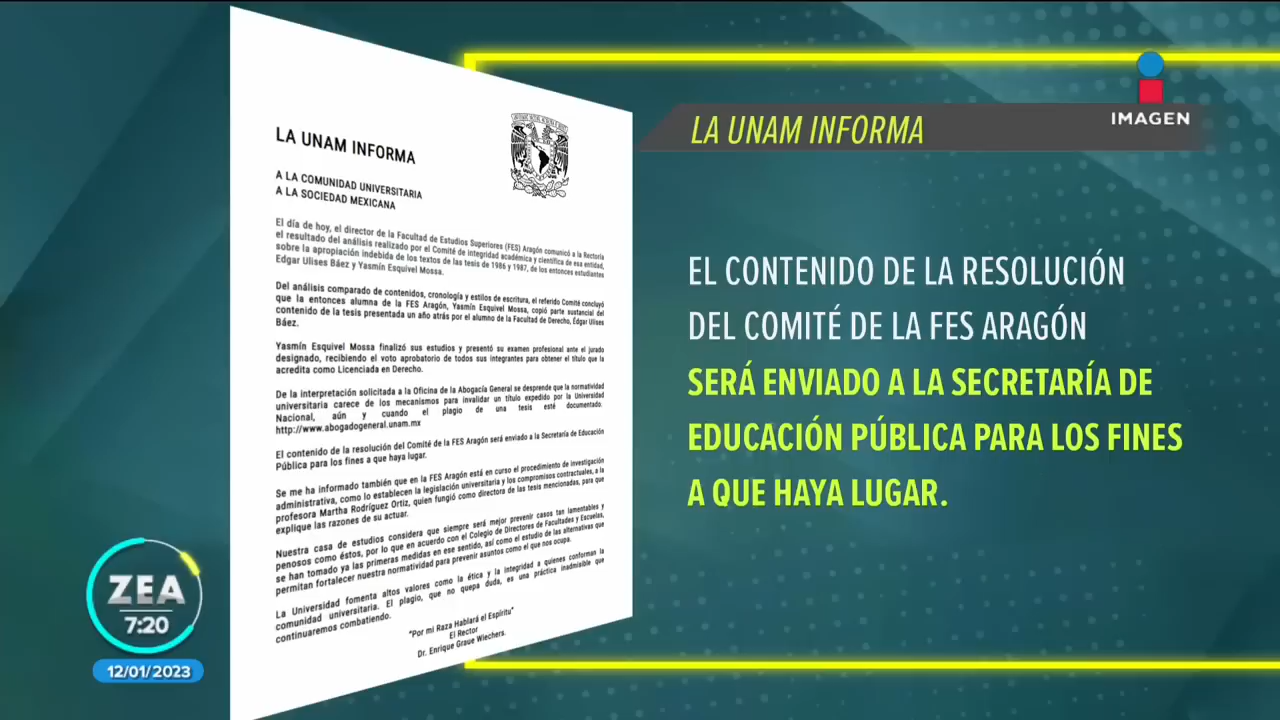 LA UNAM INFORMA
A LA COMUNIDAD UNIVERSITARIA
A LA SOCIEDAD MEXICANA
El día de hoy, el director de la Facultad de Estudios Superiores (FES) Aragón comunicó a la Rectoría
el resultado del análisis realizado por el Comité de integridad académica y científica de esa entidad,
sobre la apropiación indebida de los textos de las tesis de 1986 y 1987, de los entonces estudiantes
Edgar Ulises Báez y Yasmín Esquivel Mossa.
Del análisis comparado de contenidos, cronología y estilos de escritura, el referido Comité concluyó
que la entonces alumna de la FES Aragón, Yasmín Esquivel Mossa, copió parte sustancial del
contenido de la tesis presentada un año atrás por el alumno de la Facultad de Derecho, Édgar Ulises
Báez.
Yasmín Esquivel Mossa finalizó sus estudios y presentó su examen profesional ante el jurado
designado, recibiendo el voto aprobatorio de todos sus integrantes para obtener el título que la
acredita como Licenciada en Derecho.
De la interpretación solicitada a la Oficina de la Abogacía General se desprende que la normatividad
universitaria carece de los mecanismos para invalidar un título expedido por la Universidad
Nacional, aún y cuando el plagio de una tesis esté documentado.
http://www.abogadogeneral.unam.mx
El contenido de la resolución del Comité de la FES Aragón será enviado a la Secretaría de Educación
Pública para los fines a que haya lugar.
Se me ha informado también que en la FES Aragón está en curso el procedimiento de investigación
administrativa, como lo establecen la legislación universitaria y los compromisos contractuales, a la
profesora Martha Rodríguez Ortiz, quien fungió como directora de las tesis mencionadas, para que
explique las razones de su actuar.
Nuestra casa de estudios considera que siempre será mejor prevenir casos tan lamentables y
penosos como éstos, por lo que en acuerdo con el Colegio de Directores de Facultades y Escuelas,
se han tomado ya las primeras medidas en ese sentido, así como el estudio de las alternativas que
permitan fortalecer nuestra normatividad para prevenir asuntos como el que nos ocupa.
La Universidad fomenta altos valores como la ética y la integridad a quienes conforman la
comunidad universitaria. El plagio, que no quepa duda, es una práctica inadmisible que
continuaremos combatiendo.
"Por mi Raza Hablará el Espíritu"
El Rector
Dr. Enrique Graue Wiechers.
IMAGEN
LA UNAM INFORMA
EL CONTENIDO DE LA RESOLUCIÓN
DEL COMITÉ DE LA FES ARAGÓN
SERÁ ENVIADO A LA SECRETARÍA DE
EDUCACIÓN PÚBLICA PARA LOS FINES
A QUE HAYA LUGAR.
ZEA
7:20
12/01/2023